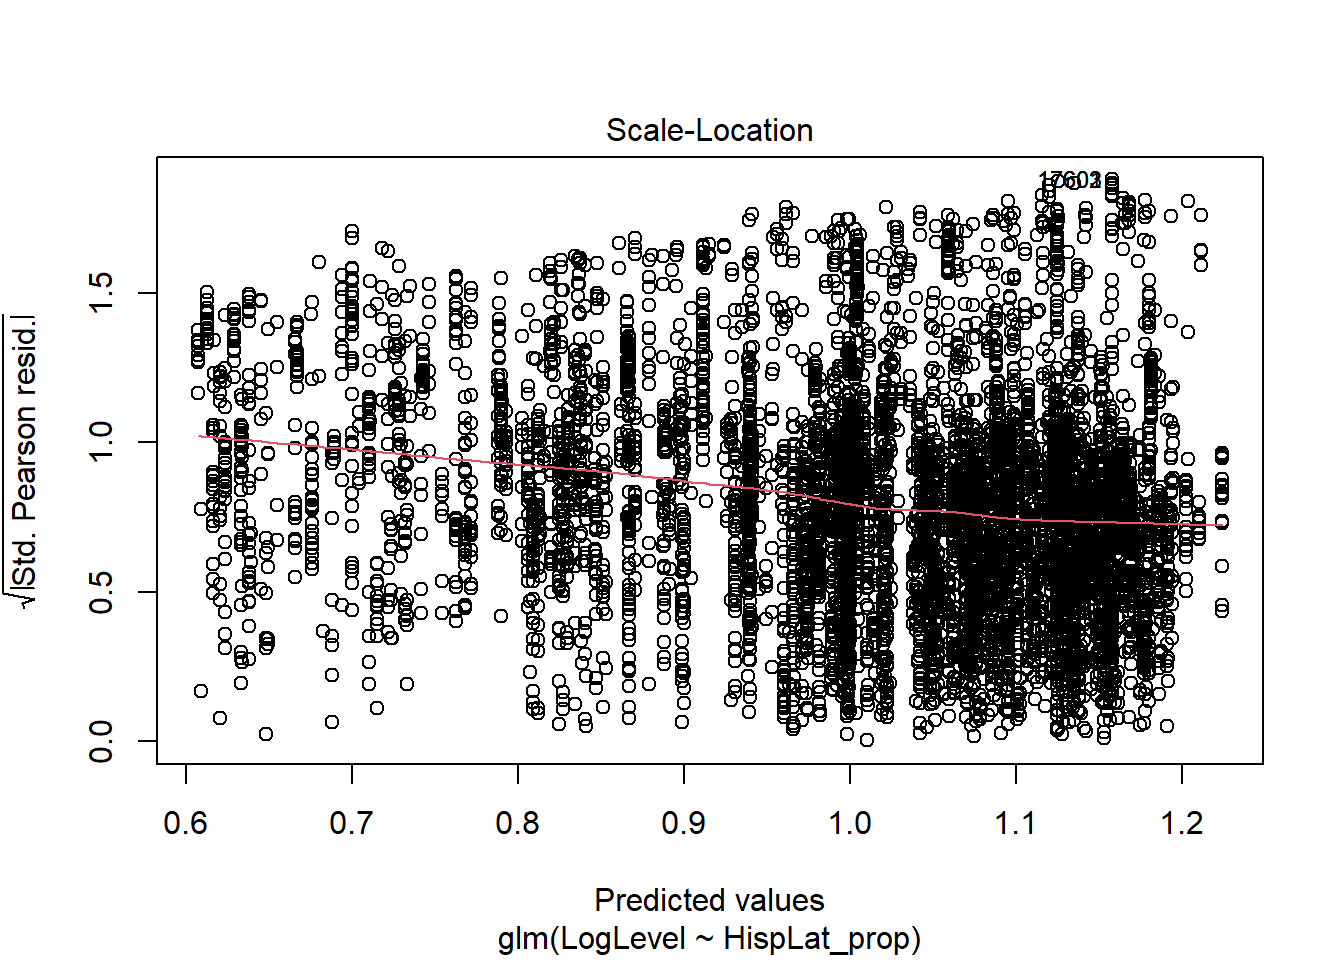 Scale-Location
√|Std. Pearson resid.|
1.5
1.0
0.5
0.0
0.6 0.7 0.8 0.9 1.0 1.1 1.2
Predicted values
glm(LogLevel ~ HispLat_prop)